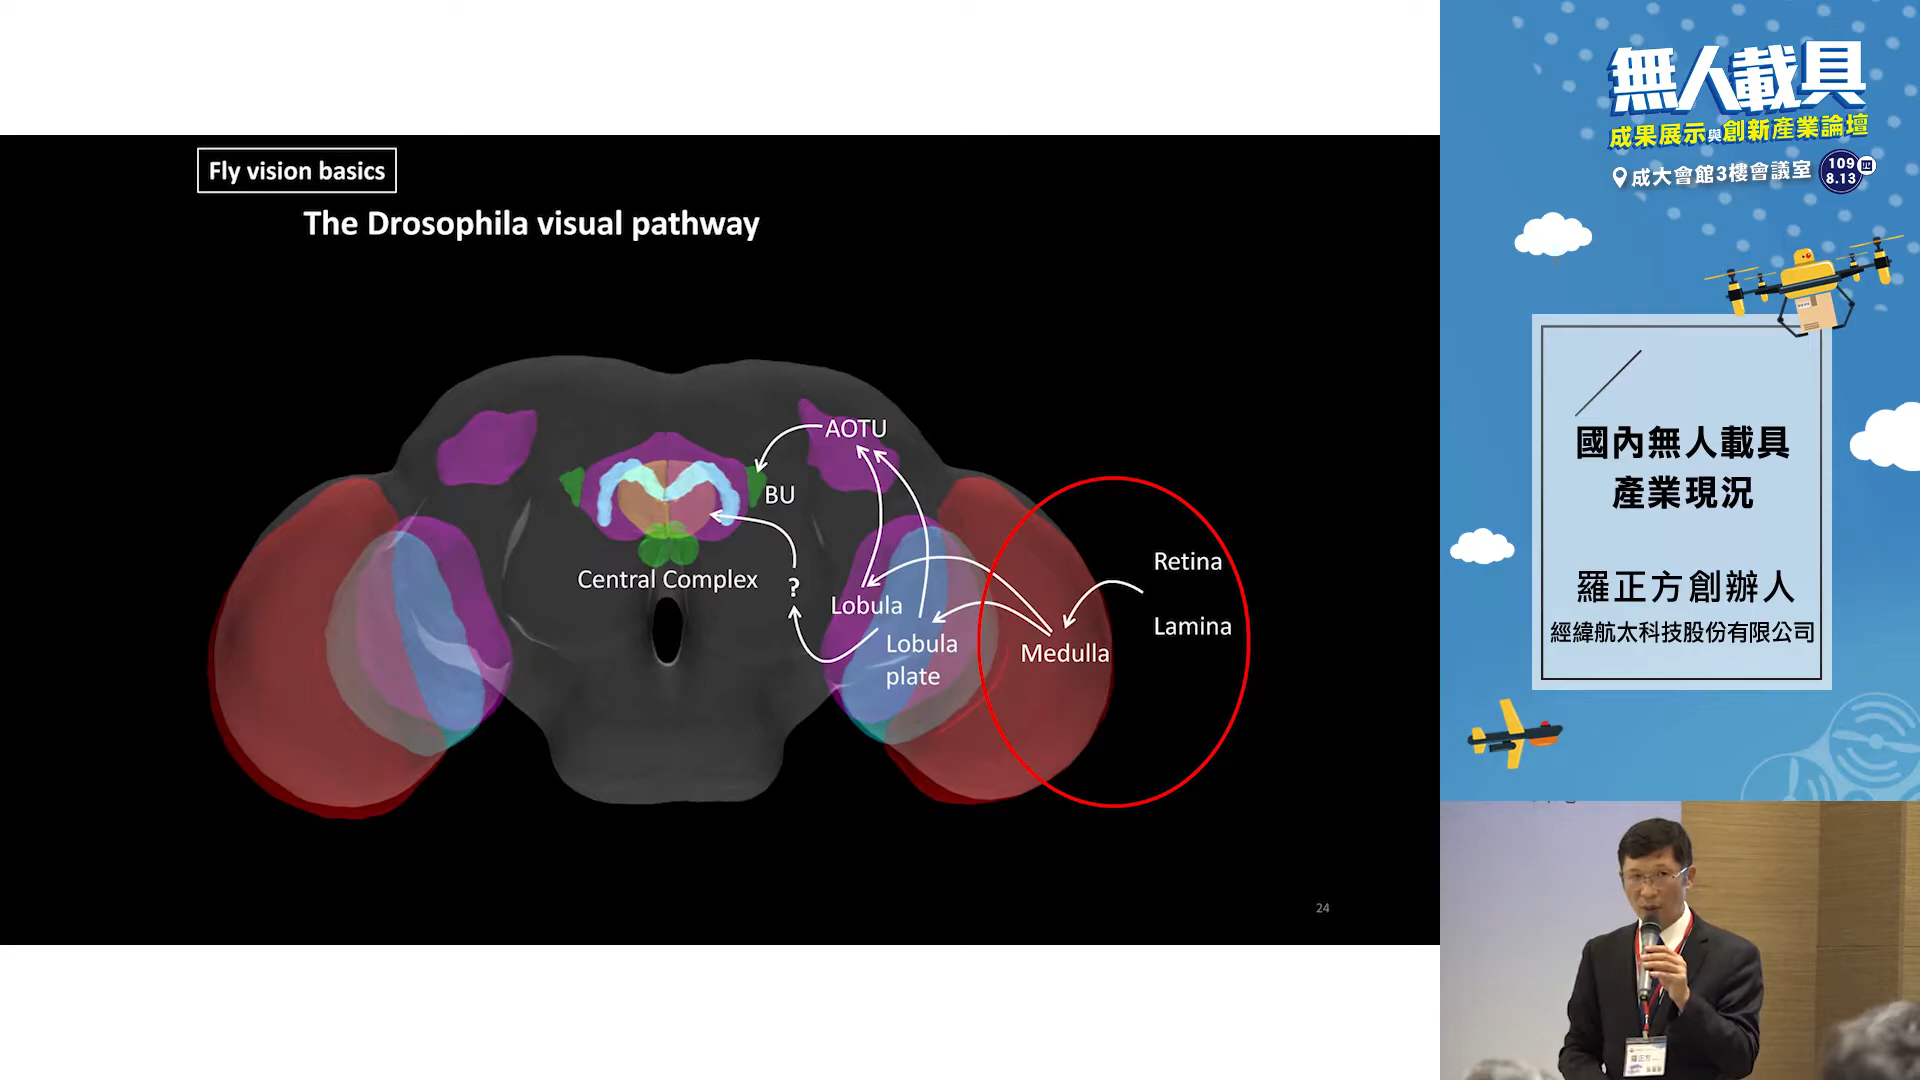 Fly vision basics
The Drosophila visual pathway
AOTU
BU
Central Complex
?
Lobula
Lobula
plate
Medulla
Retina
Lamina
24
無人載具
成果展示與創新產業論壇
成大會館3樓會議室
109
8.13
四
國內無人載具
產業現況
羅正方創辦人
經緯航太科技股份有限公司
羅正方